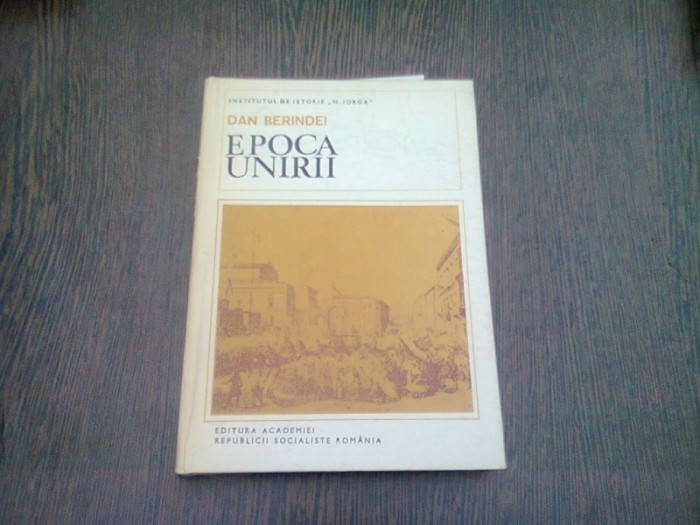 INSTITUTUL DE ISTORIE „N. IORGA”
DAN BERINDEI
EPOCA
UNIRII
EDITURA ACADEMIEI
REPUBLICII SOCIALISTE ROMÂNIA